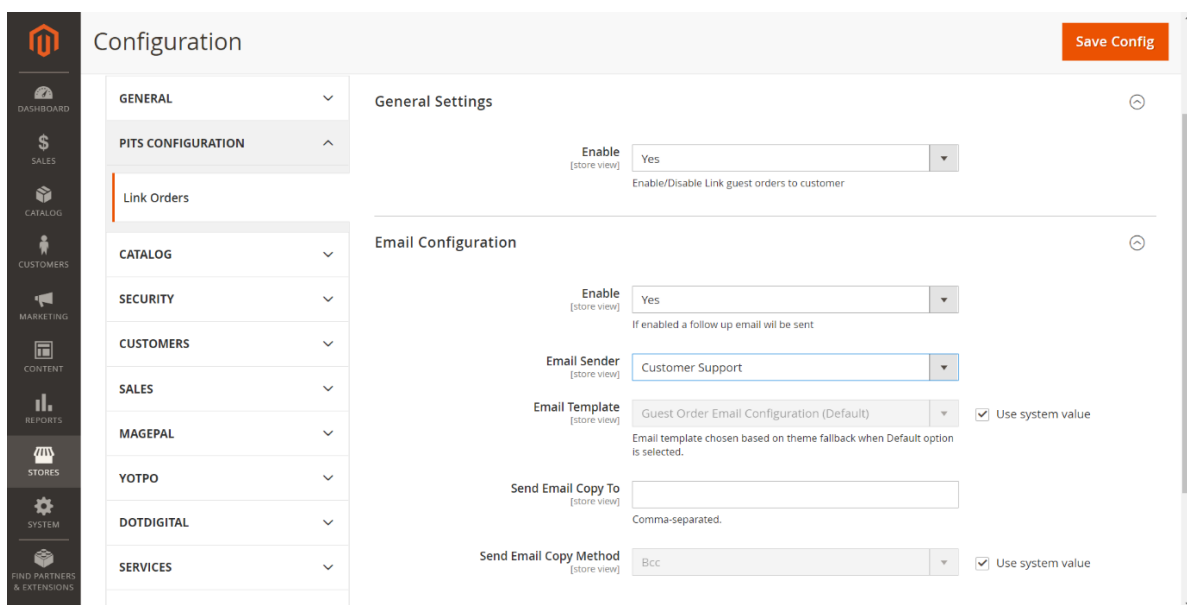 Configuration
Save Config
DASHBOARD
SALES
CATALOG
CUSTOMERS
MARKETING
CONTENT
REPORTS
STORES
SYSTEM
FIND PARTNERS
& EXTENSIONS
GENERAL
PITS CONFIGURATION
Link Orders
CATALOG
SECURITY
CUSTOMERS
SALES
MAGEPAL
YOTPO
DOTDIGITAL
SERVICES
General Settings
Enable
[store view]
Yes
Enable/Disable Link guest orders to customer
Email Configuration
Enable
[store view]
Yes
If enabled a follow up email wil be sent
Email Sender
[store view]
Customer Support
Email Template
[store view]
Guest Order Email Configuration (Default)
Use system value
Email template chosen based on theme fallback when Default option
is selected.
Send Email Copy To
[store view]
Comma-separated.
Send Email Copy Method
[store view]
Bcc
Use system value